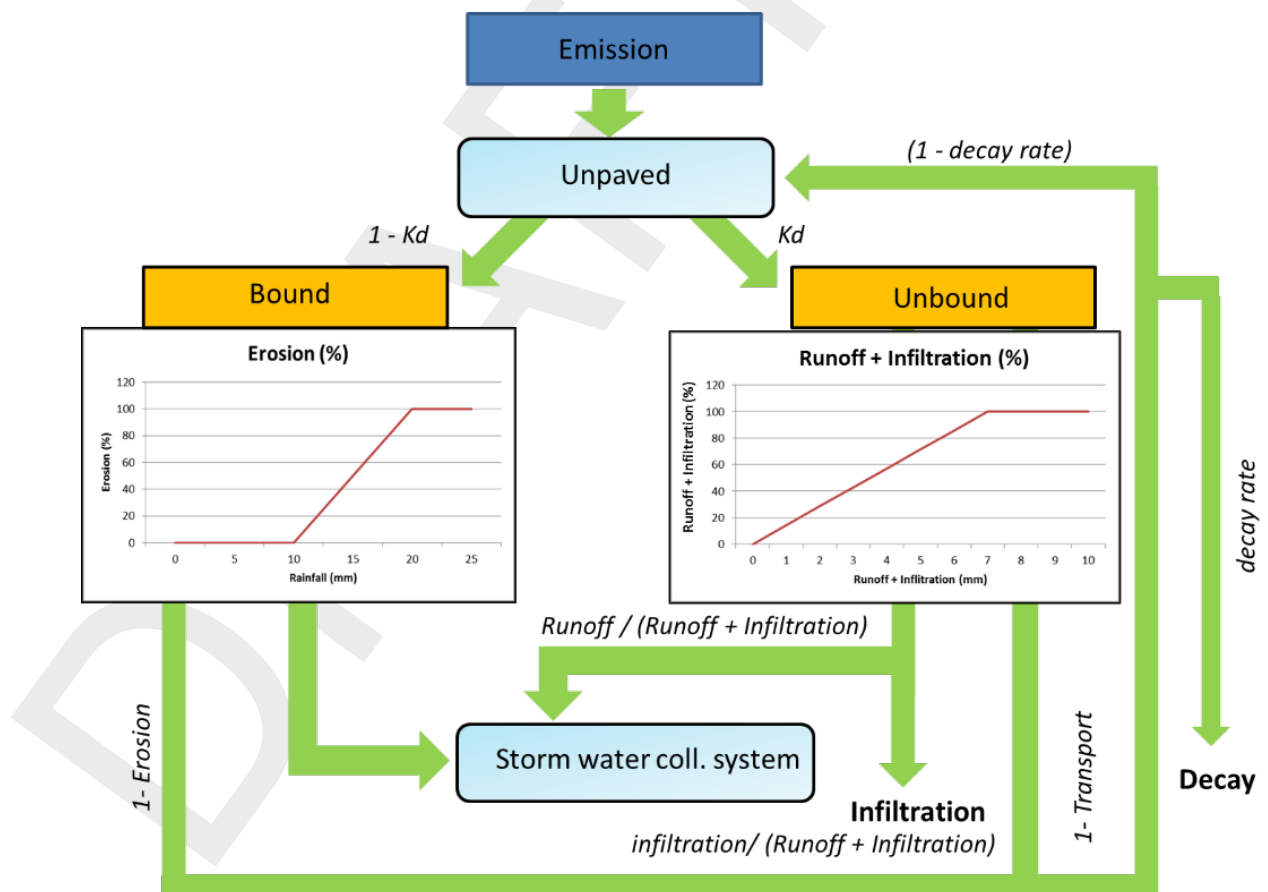 Emission
(1 - decay rate)
Unpaved
1 - Kd
Kd
Bound
Unbound
Erosion (%)
120
100
80
60
40
20
0
Erosion (%)
0 5 10 15 20 25
Rainfall (mm)
Runoff + Infiltration (%)
120
100
80
60
40
20
0
Runoff + Infiltration (%)
0 1 2 3 4 5 6 7 8 9 10
Runoff + Inflitration (mm)
decay rate
Runoff / (Runoff + Infiltration)
1- Erosion
Storm water coll. system
1- Transport
Decay
Infiltration
infiltration/ (Runoff + Infiltration)
DRAFT